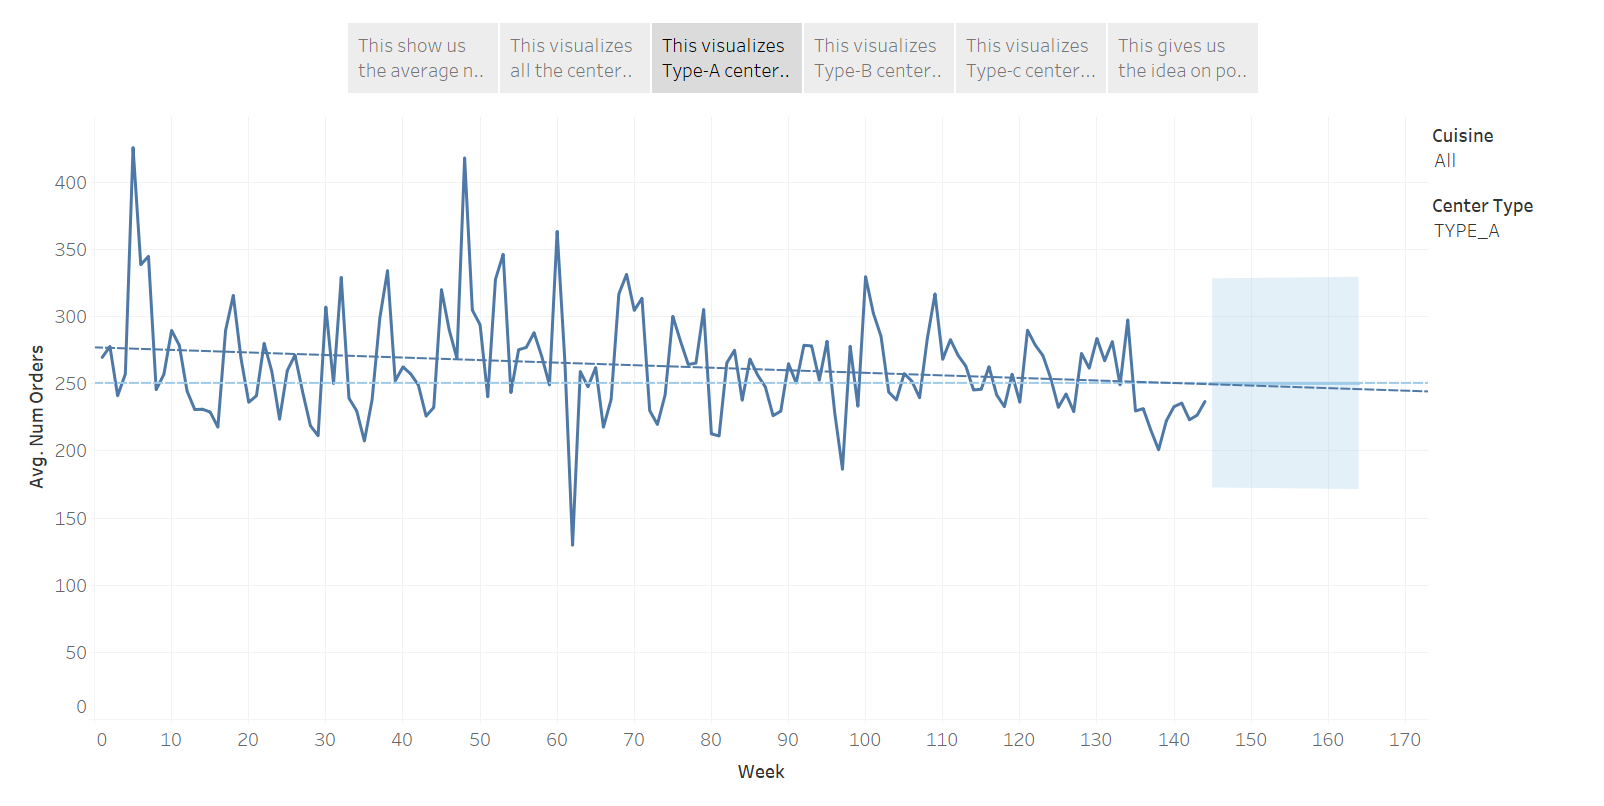 This show us
the average n..
This visualizes
all the center..
This visualizes
Type-A center..
This visualizes
Type-B center..
This visualizes
Type-c center...
This gives us
the idea on po..
Cuisine
All
Center Type
TYPE_A
Avg. Num Orders
400
350
300
250
200
150
100
50
0
0 10 20 30 40 50 60 70 80 90 100 110 120 130 140 150 160 170
Week